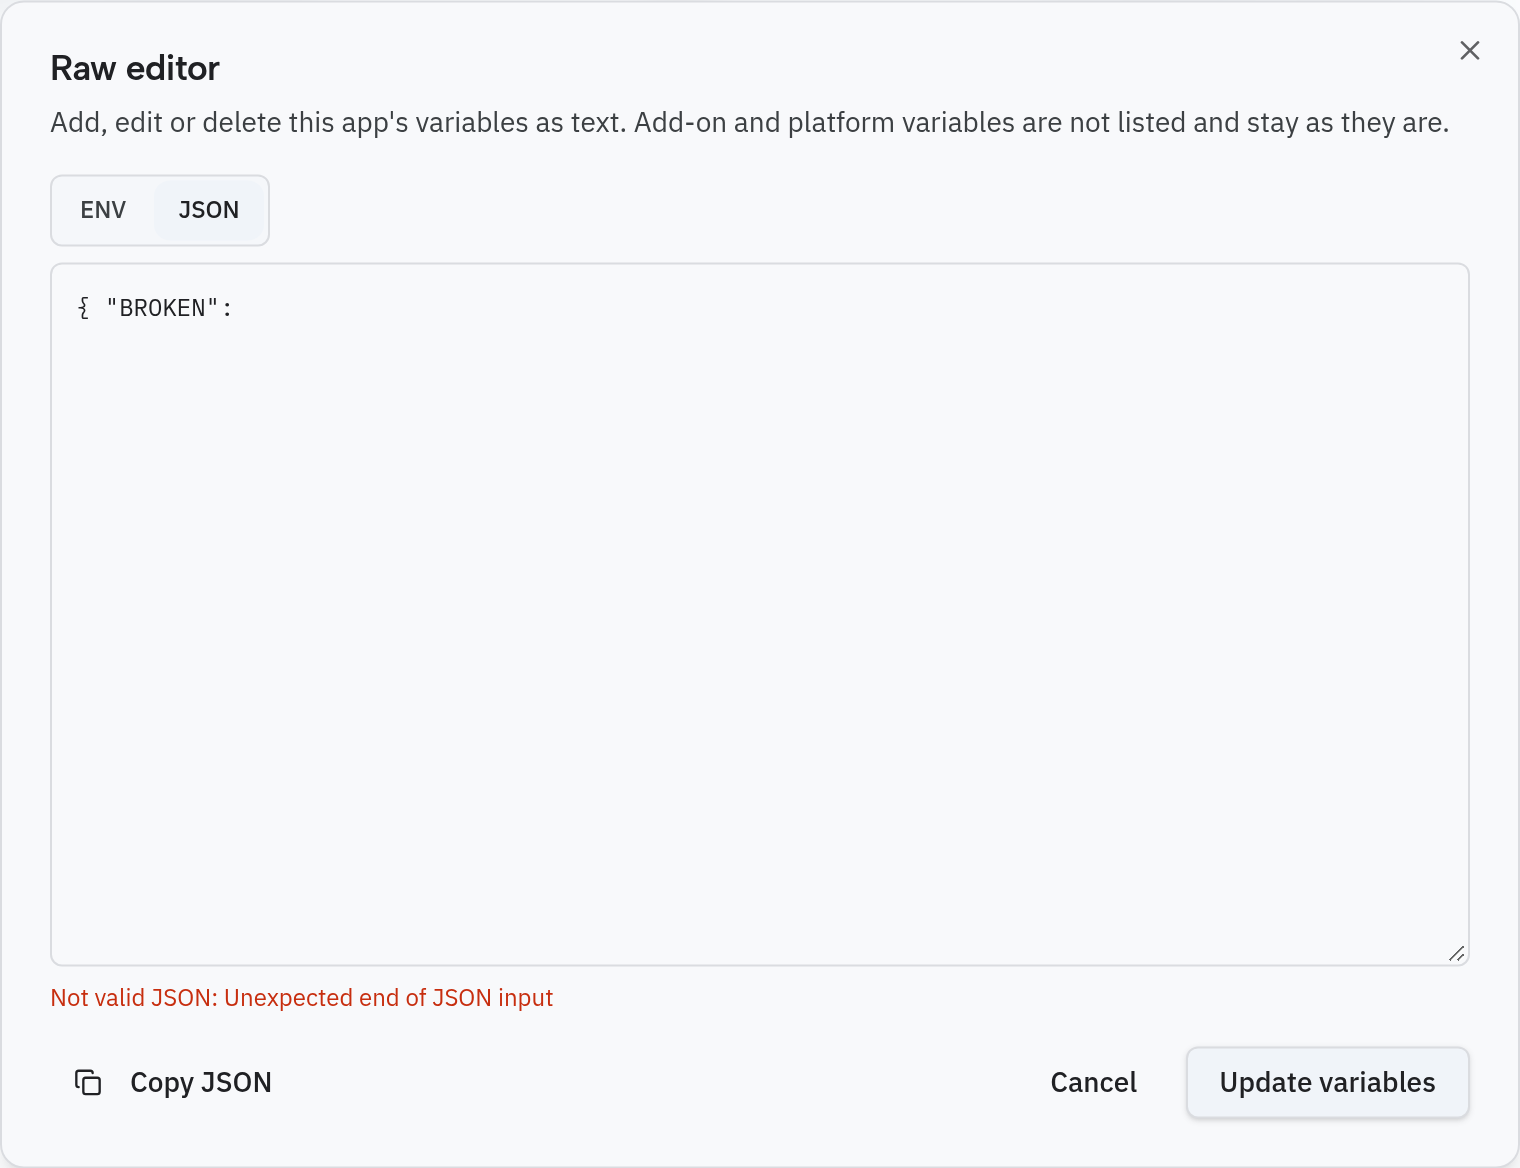 Raw editor
Add, edit or delete this app's variables as text. Add-on and platform variables are not listed and stay as they are.
ENV JSON
{ "BROKEN":
Not valid JSON: Unexpected end of JSON input
Copy JSON Cancel Update variables